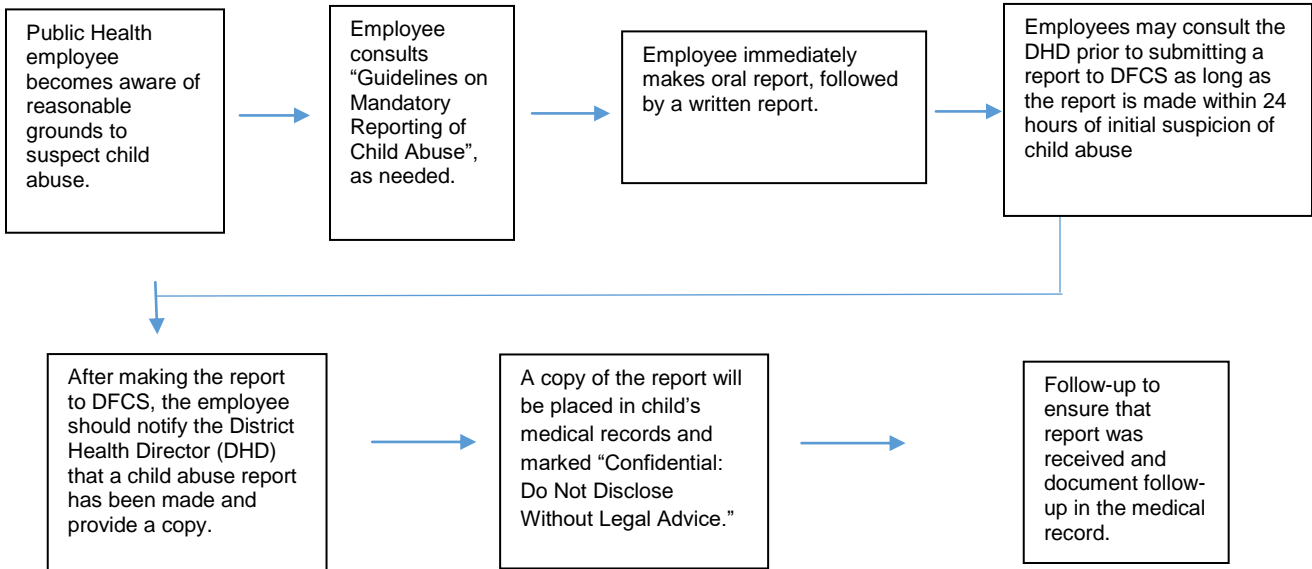 Public Health
employee
becomes aware of
reasonable
grounds to
suspect child
abuse.
Employee
consults
“Guidelines on
Mandatory
Reporting of
Child Abuse”,
as needed.
Employee immediately
makes oral report, followed
by a written report.
Employees may consult the
DHD prior to submitting a
report to DFCS as long as
the report is made within 24
hours of initial suspicion of
child abuse
After making the report
to DFCS, the employee
should notify the District
Health Director (DHD)
that a child abuse report
has been made and
provide a copy.
A copy of the report will
be placed in child’s
medical records and
marked “Confidential:
Do Not Disclose
Without Legal Advice.”
Follow-up to
ensure that
report was
received and
document follow-
up in the medical
record.